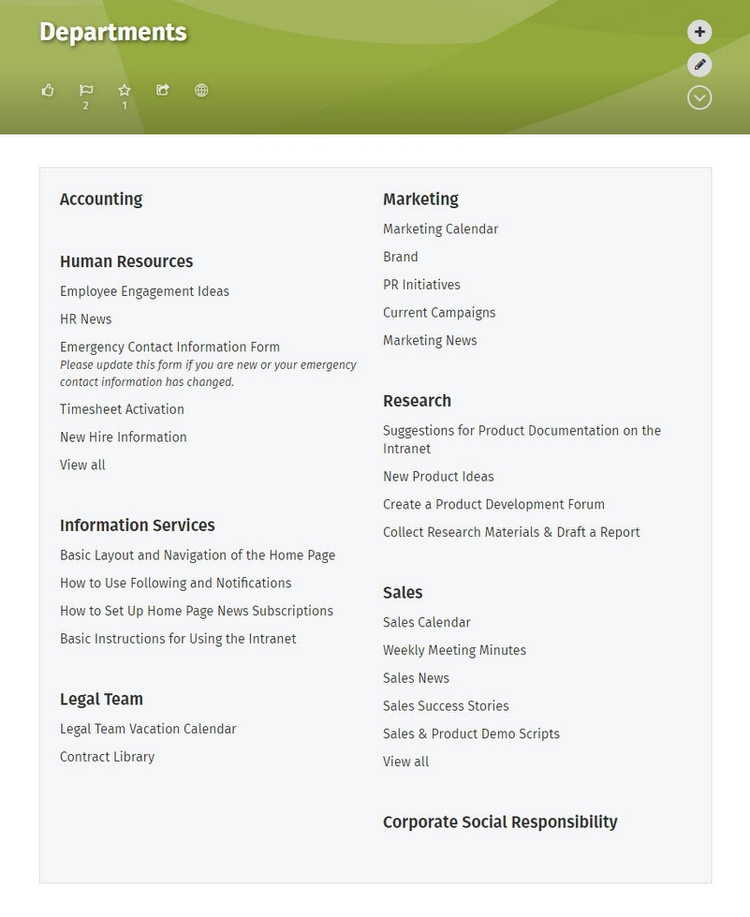 Departments
2
1
Accounting
Human Resources
Employee Engagement Ideas
HR News
Emergency Contact Information Form
Please update this form if you are new or your emergency
contact information has changed.
Timesheet Activation
New Hire Information
View all
Information Services
Basic Layout and Navigation of the Home Page
How to Use Following and Notifications
How to Set Up Home Page News Subscriptions
Basic Instructions for Using the Intranet
Legal Team
Legal Team Vacation Calendar
Contract Library
Marketing
Marketing Calendar
Brand
PR Initiatives
Current Campaigns
Marketing News
Research
Suggestions for Product Documentation on the
Intranet
New Product Ideas
Create a Product Development Forum
Collect Research Materials & Draft a Report
Sales
Sales Calendar
Weekly Meeting Minutes
Sales News
Sales Success Stories
Sales & Product Demo Scripts
View all
Corporate Social Responsibility